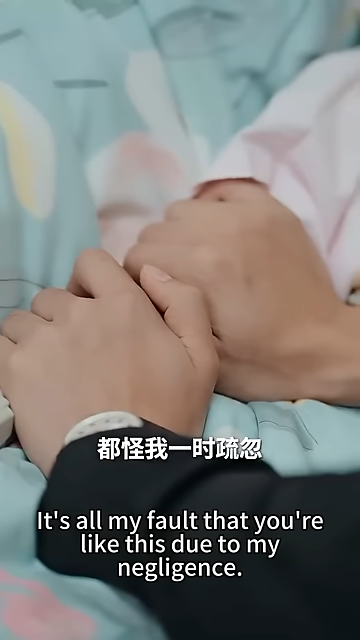 都怪我一时疏忽
It's all my fault that you're
like this due to my
negligence.